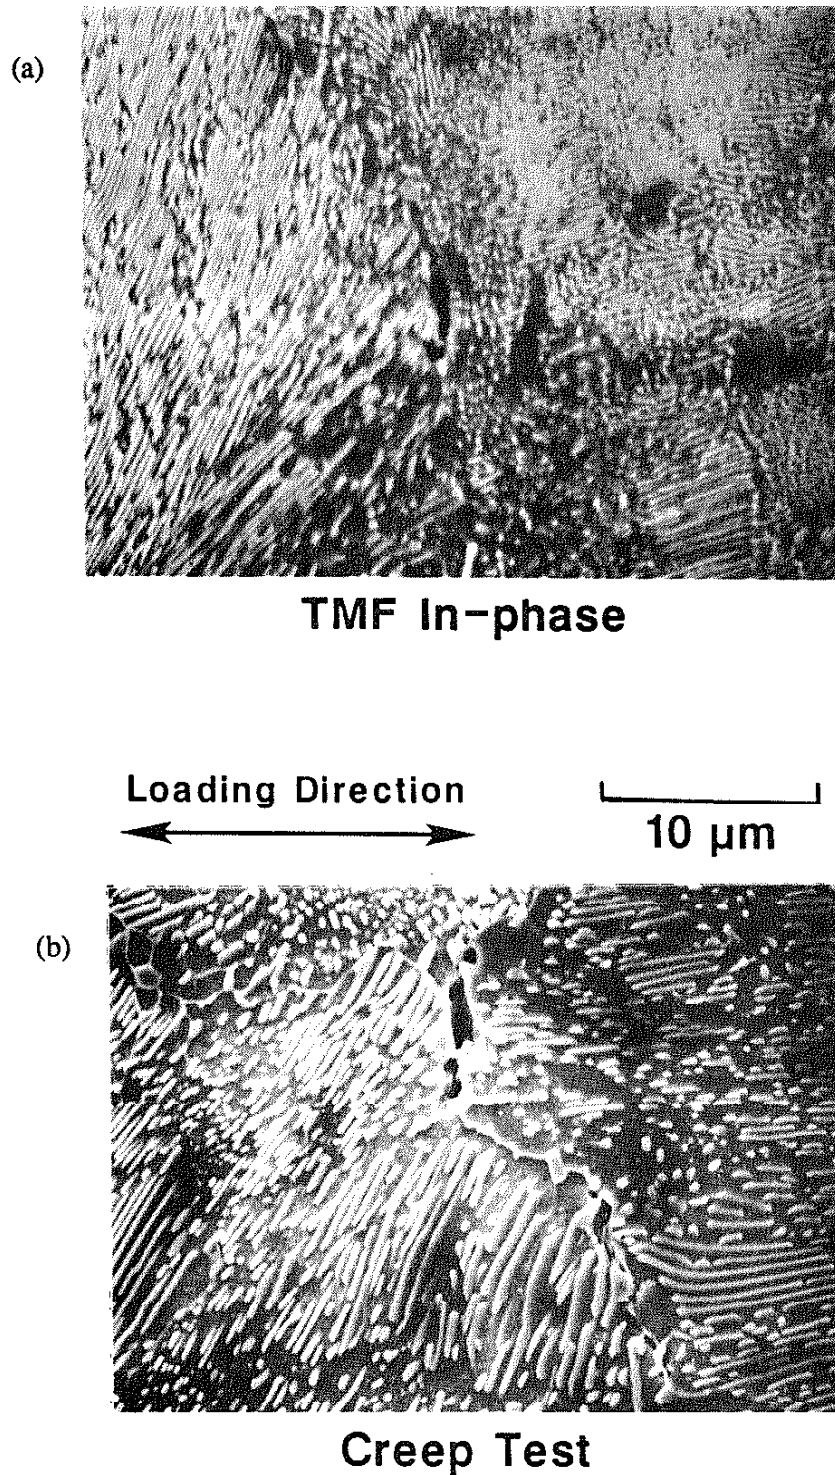 (a)
TMF In-phase
Loading Direction
10 µm
(b)
Creep Test